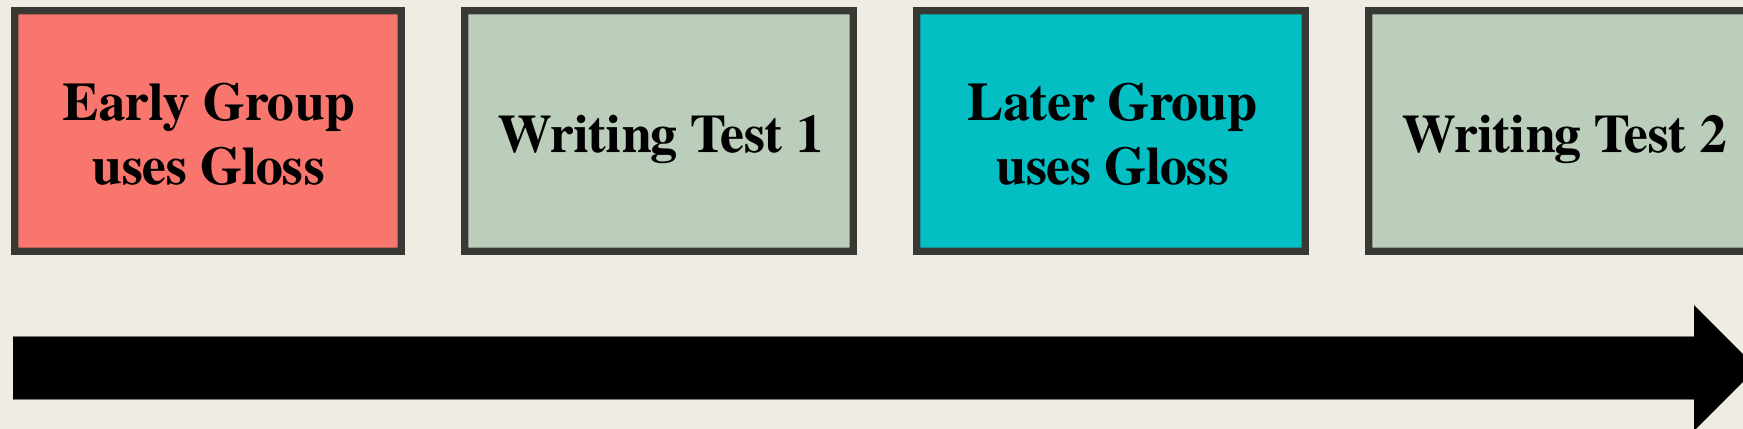 Early Group
uses Gloss
Writing Test 1
Later Group
uses Gloss
Writing Test 2